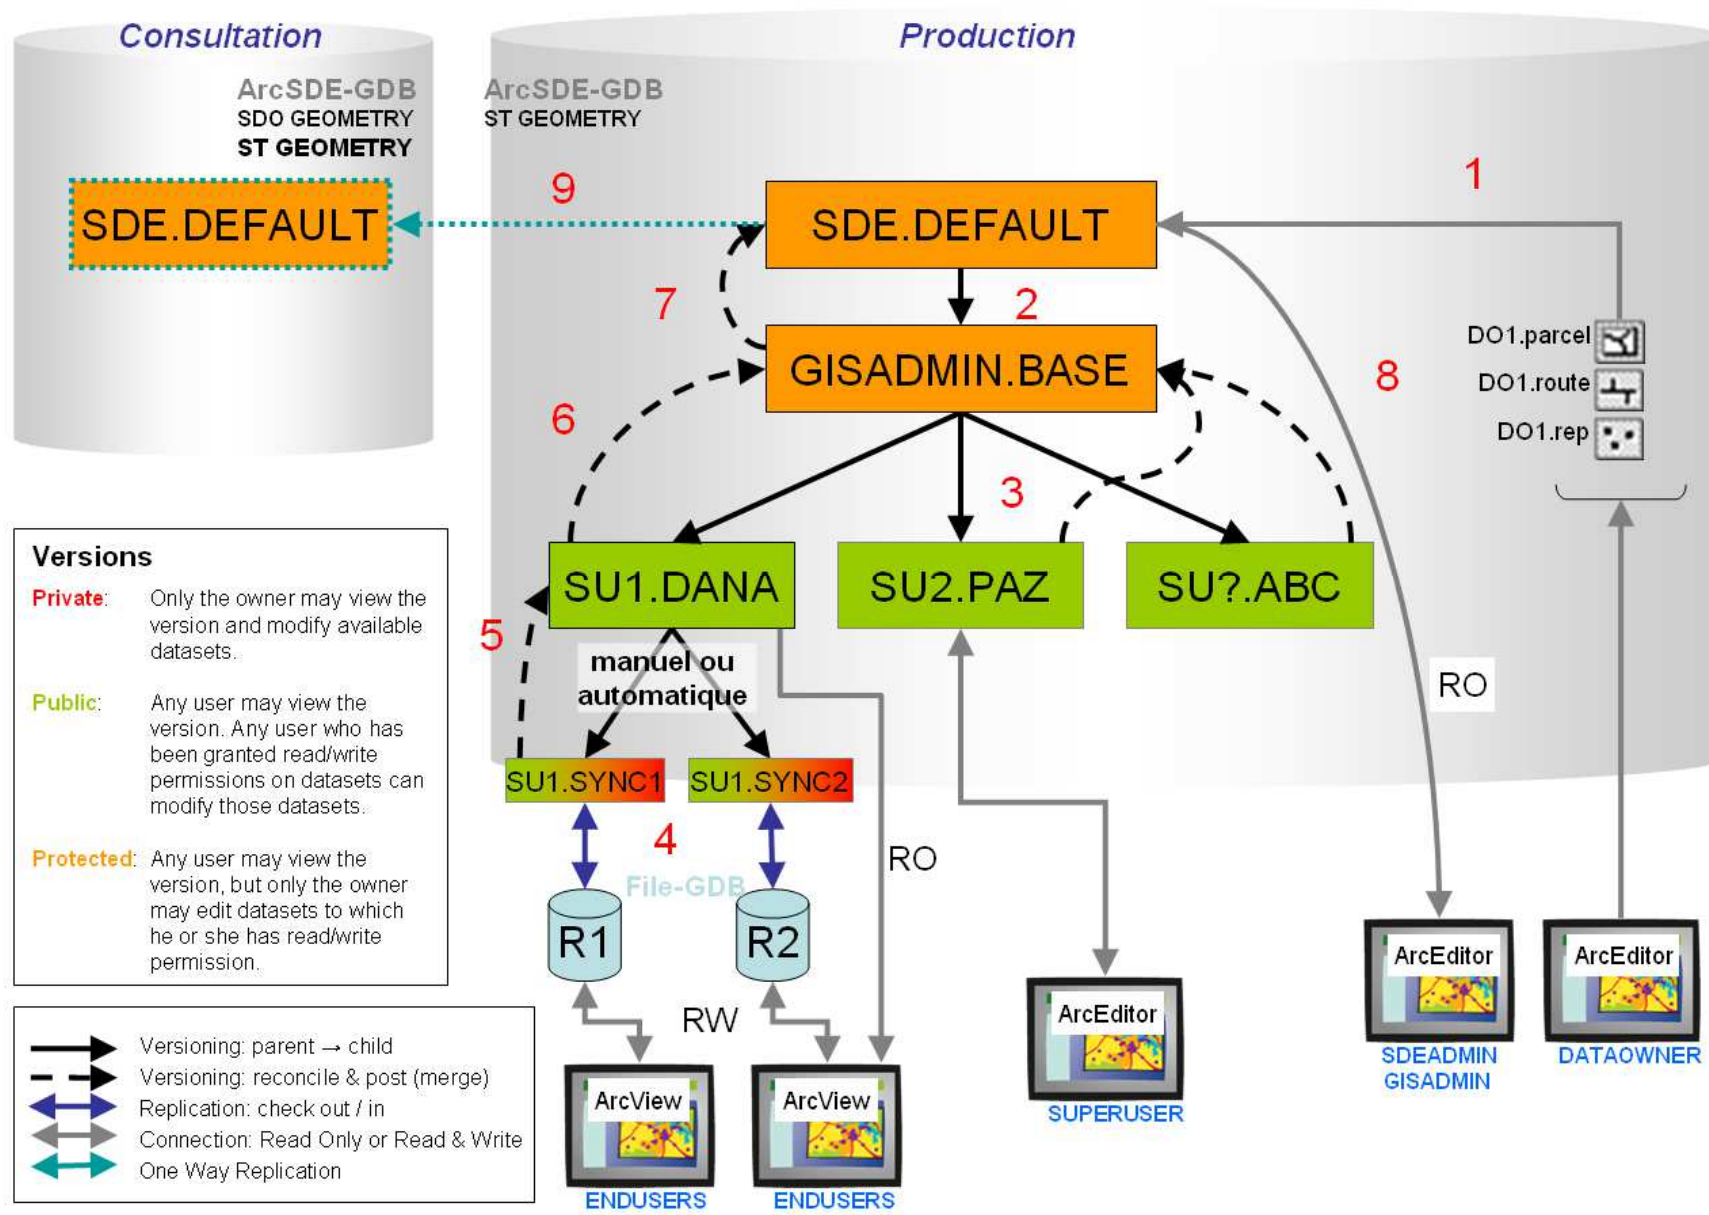 Consultation
Production
ArcSDE-GDB
SDO GEOMETRY
ST GEOMETRY
ArcSDE-GDB
ST GEOMETRY
SDE.DEFAULT
9
SDE.DEFAULT
1
7
2
GISADMIN.BASE
DO1.parcel
DO1.route
DO1.rep
8
6
3
SU1.DANA
SU2.PAZ
SU?.ABC
5
manuel ou
automatique
RO
SU1.SYNC1
SU1.SYNC2
4
File-GDB
RO
R1
R2
RW
ArcView
ENDUSERS
ArcView
ENDUSERS
ArcEditor
SUPERUSER
ArcEditor
SDEADMIN
GISADMIN
ArcEditor
DATAOWNER
Versions
Private: Only the owner may view the
version and modify available
datasets.
Public: Any user may view the
version. Any user who has
been granted read/write
permissions on datasets can
modify those datasets.
Protected: Any user may view the
version, but only the owner
may edit datasets to which
he or she has read/write
permission.
Versioning: parent → child
Versioning: reconcile & post (merge)
Replication: check out / in
Connection: Read Only or Read & Write
One Way Replication